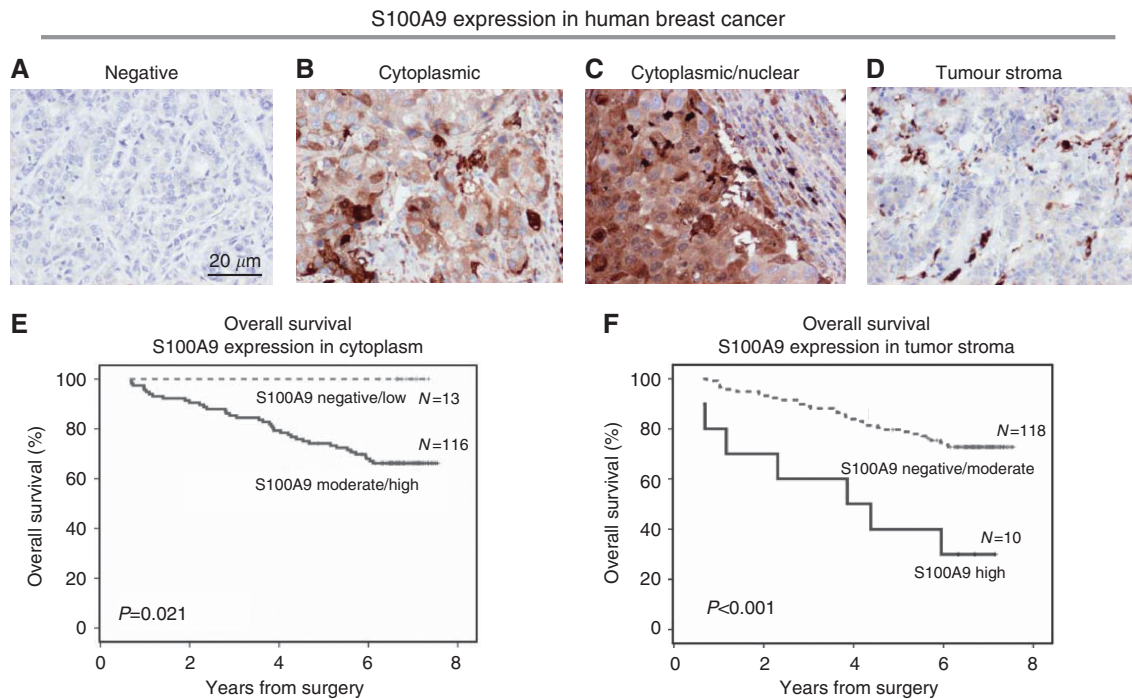 S100A9 expression in human breast cancer
A Negative
B Cytoplasmic
C Cytoplasmic/nuclear
D Tumour stroma
20 μm
E Overall survival
S100A9 expression in cytoplasm
Overall survival (%)
100
80
60
40
20
0
S100A9 negative/low N=13
N=116
S100A9 moderate/high
P=0.021
0 2 4 6 8
Years from surgery
F Overall survival
S100A9 expression in tumor stroma
Overall survival (%)
100
80
60
40
80
0
N=118
S100A9 negative/moderate
N=10
S100A9 high
P<0.001
0 2 4 6 8
Years from surgery